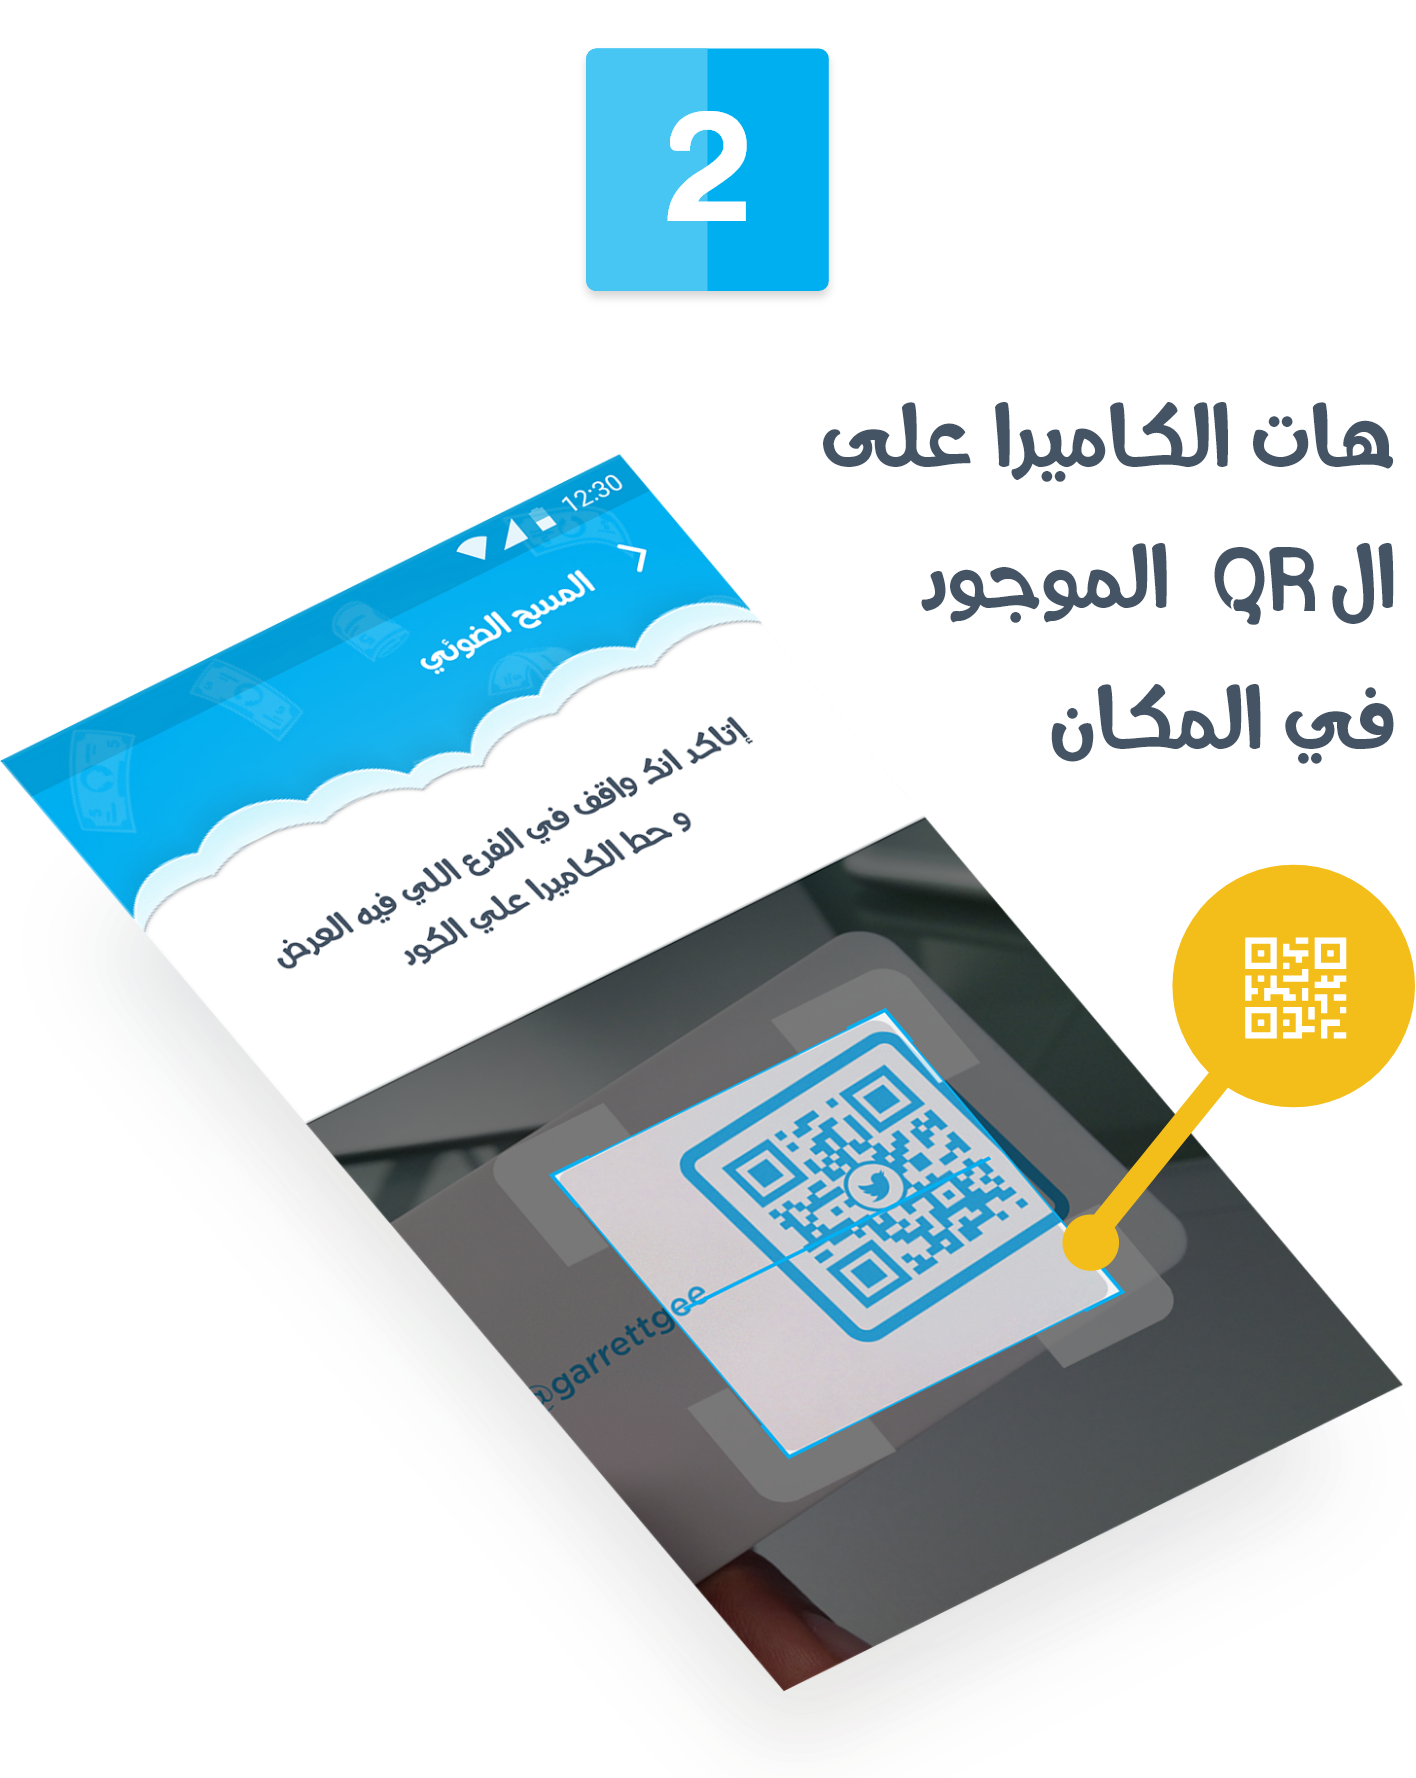 2
هات الكاميرا على
ال QR الموجود
في المكان
12:30
المسح الضوئي
إتاكد انك واقف في الفرع اللي فيه العرض
و حط الكاميرا علي الكود
@garrettgee